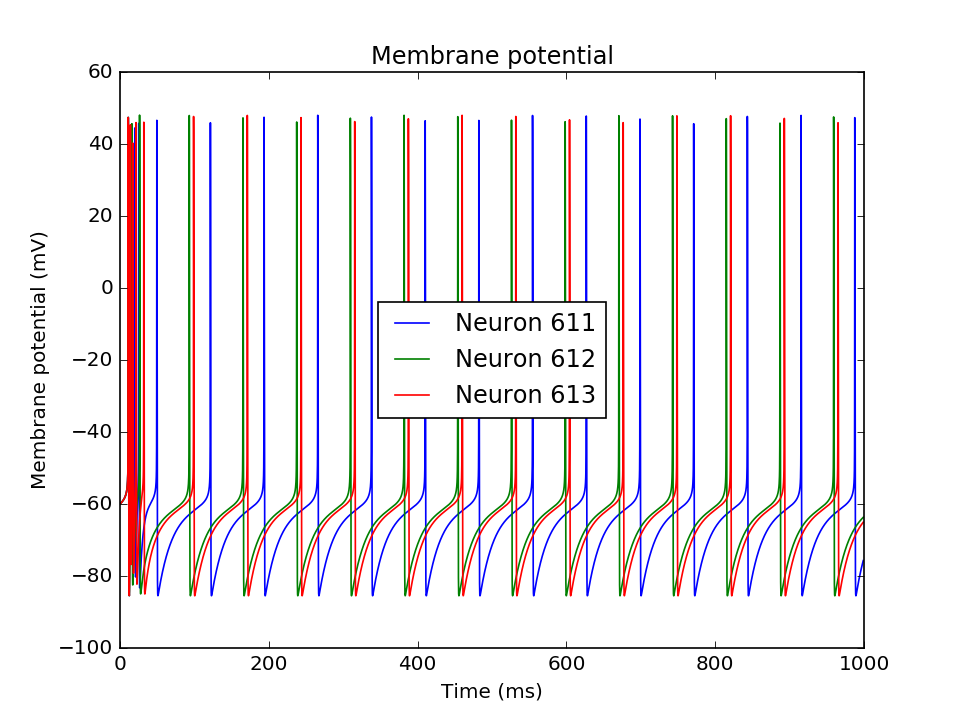 Membrane potential
60
40
20
0
−20
−40
−60
−80
−100
Membrane potential (mV)
Neuron 611
Neuron 612
Neuron 613
0 200 400 600 800 1000
Time (ms)